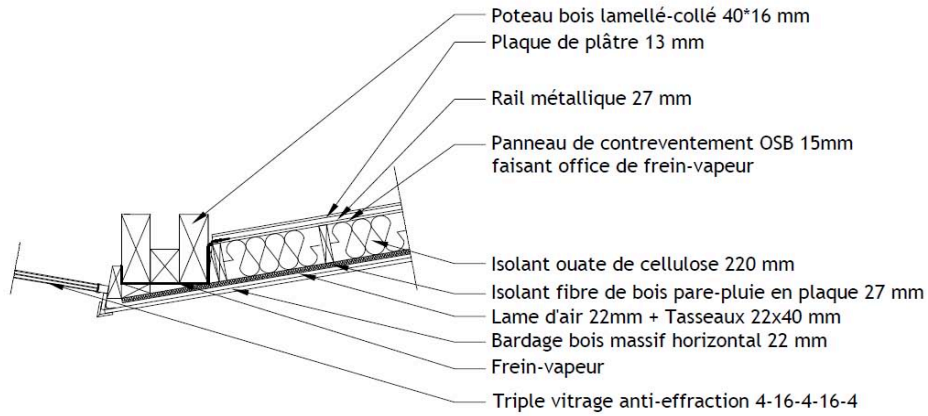 Poteau bois lamellé-collé 40*16 mm
Plaque de plâtre 13 mm
Rail métallique 27 mm
Panneau de contreventement OSB 15mm
faisant office de frein-vapeur
Isolant ouate de cellulose 220 mm
Isolant fibre de bois pare-pluie en plaque 27 mm
Lame d'air 22mm + Tasseaux 22x40 mm
Bardage bois massif horizontal 22 mm
Frein-vapeur
Triple vitrage anti-effraction 4-16-4-16-4